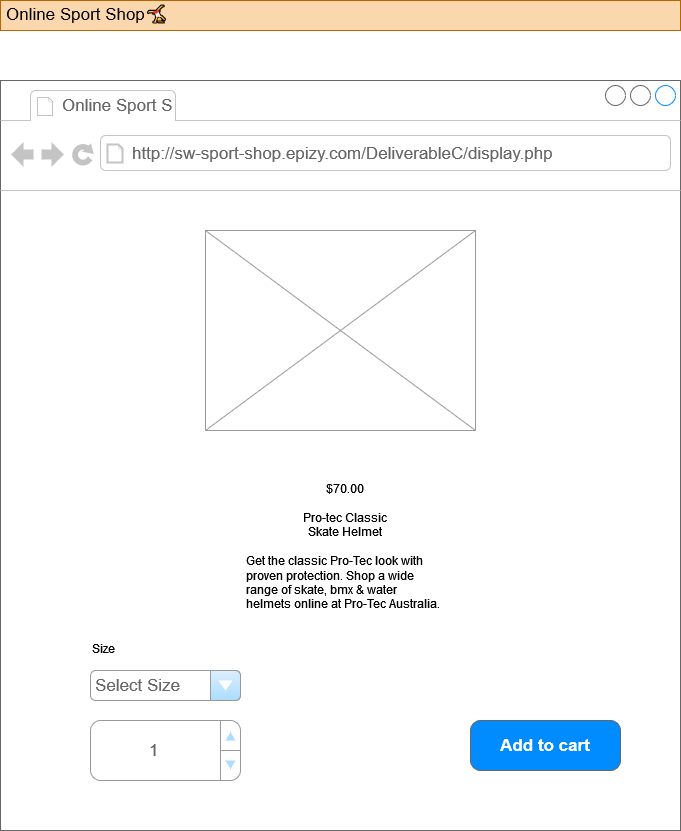 Online Sport Shop
Online Sport S
http://sw-sport-shop.epizy.com/DeliverableC/display.php
$70.00
Pro-tec Classic
Skate Helmet
Get the classic Pro-Tec look with
proven protection. Shop a wide
range of skate, bmx & water
helmets online at Pro-Tec Australia.
Size
Select Size
1
Add to cart